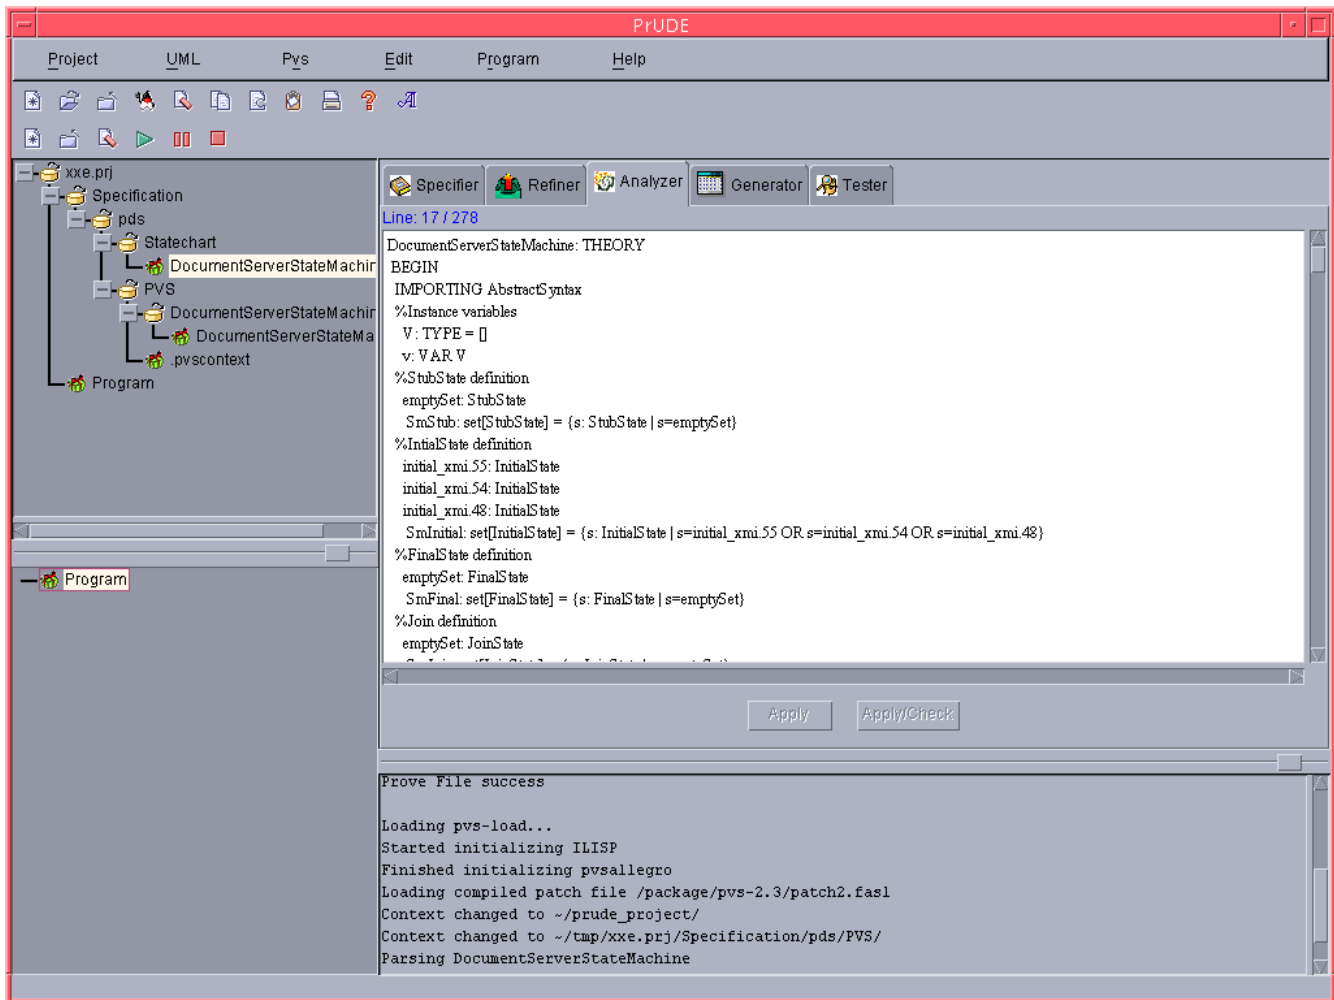 PrUDE
Project UML Pvs Edit Program Help
xxe.prj
Specification
pds
Statechart
DocumentServerStateMachin
PVS
DocumentServerStateMachin
DocumentServerStateMa
.pvscontext
Program
Program
Specifier Refiner Analyzer Generator Tester
Line: 17 / 278
DocumentServerStateMachine: THEORY
BEGIN
IMPORTING AbstractSyntax
%Instance variables
V: TYPE = []
v: VAR V
%StubState definition
emptySet: StubState
SmStub: set[StubState] = {s: StubState | s=emptySet}
%IntialState definition
initial_xmi.55: InitialState
initial_xmi.54: InitialState
initial_xmi.48: InitialState
SmInitial: set[InitialState] = {s: InitialState | s=initial_xmi.55 OR s=initial_xmi.54 OR s=initial_xmi.48}
%FinalState definition
emptySet: FinalState
SmFinal: set[FinalState] = {s: FinalState | s=emptySet}
%Join definition
emptySet: JoinState
Apply Apply/Check
Prove File success
Loading pvs-load...
Started initializing ILISP
Finished initializing pvsallegro
Loading compiled patch file /package/pvs-2.3/patch2.fasl
Context changed to ~/prude_project/
Context changed to ~/tmp/xxe.prj/Specification/pds/PVS/
Parsing DocumentServerStateMachine